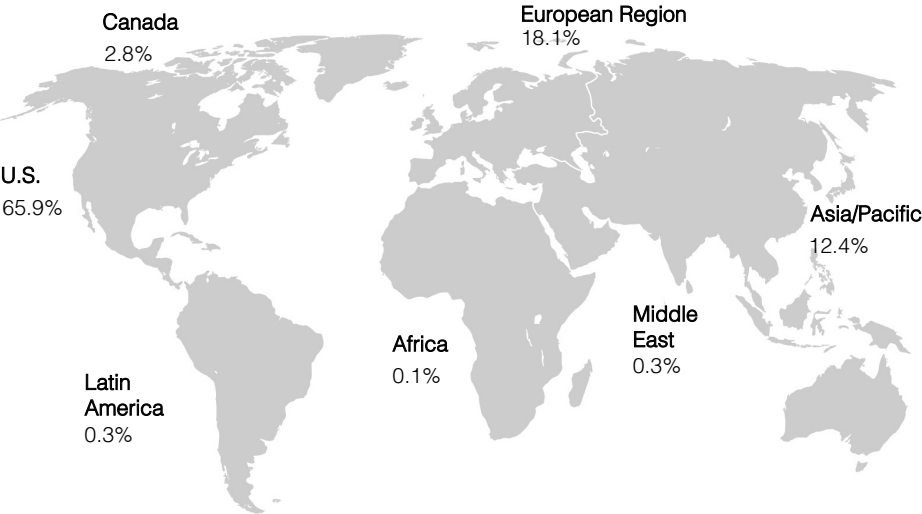 Canada
2.8%
European Region
18.1%
U.S.
65.9%
Asia/Pacific
12.4%
Middle
East
0.3%
Africa
0.1%
Latin
America
0.3%